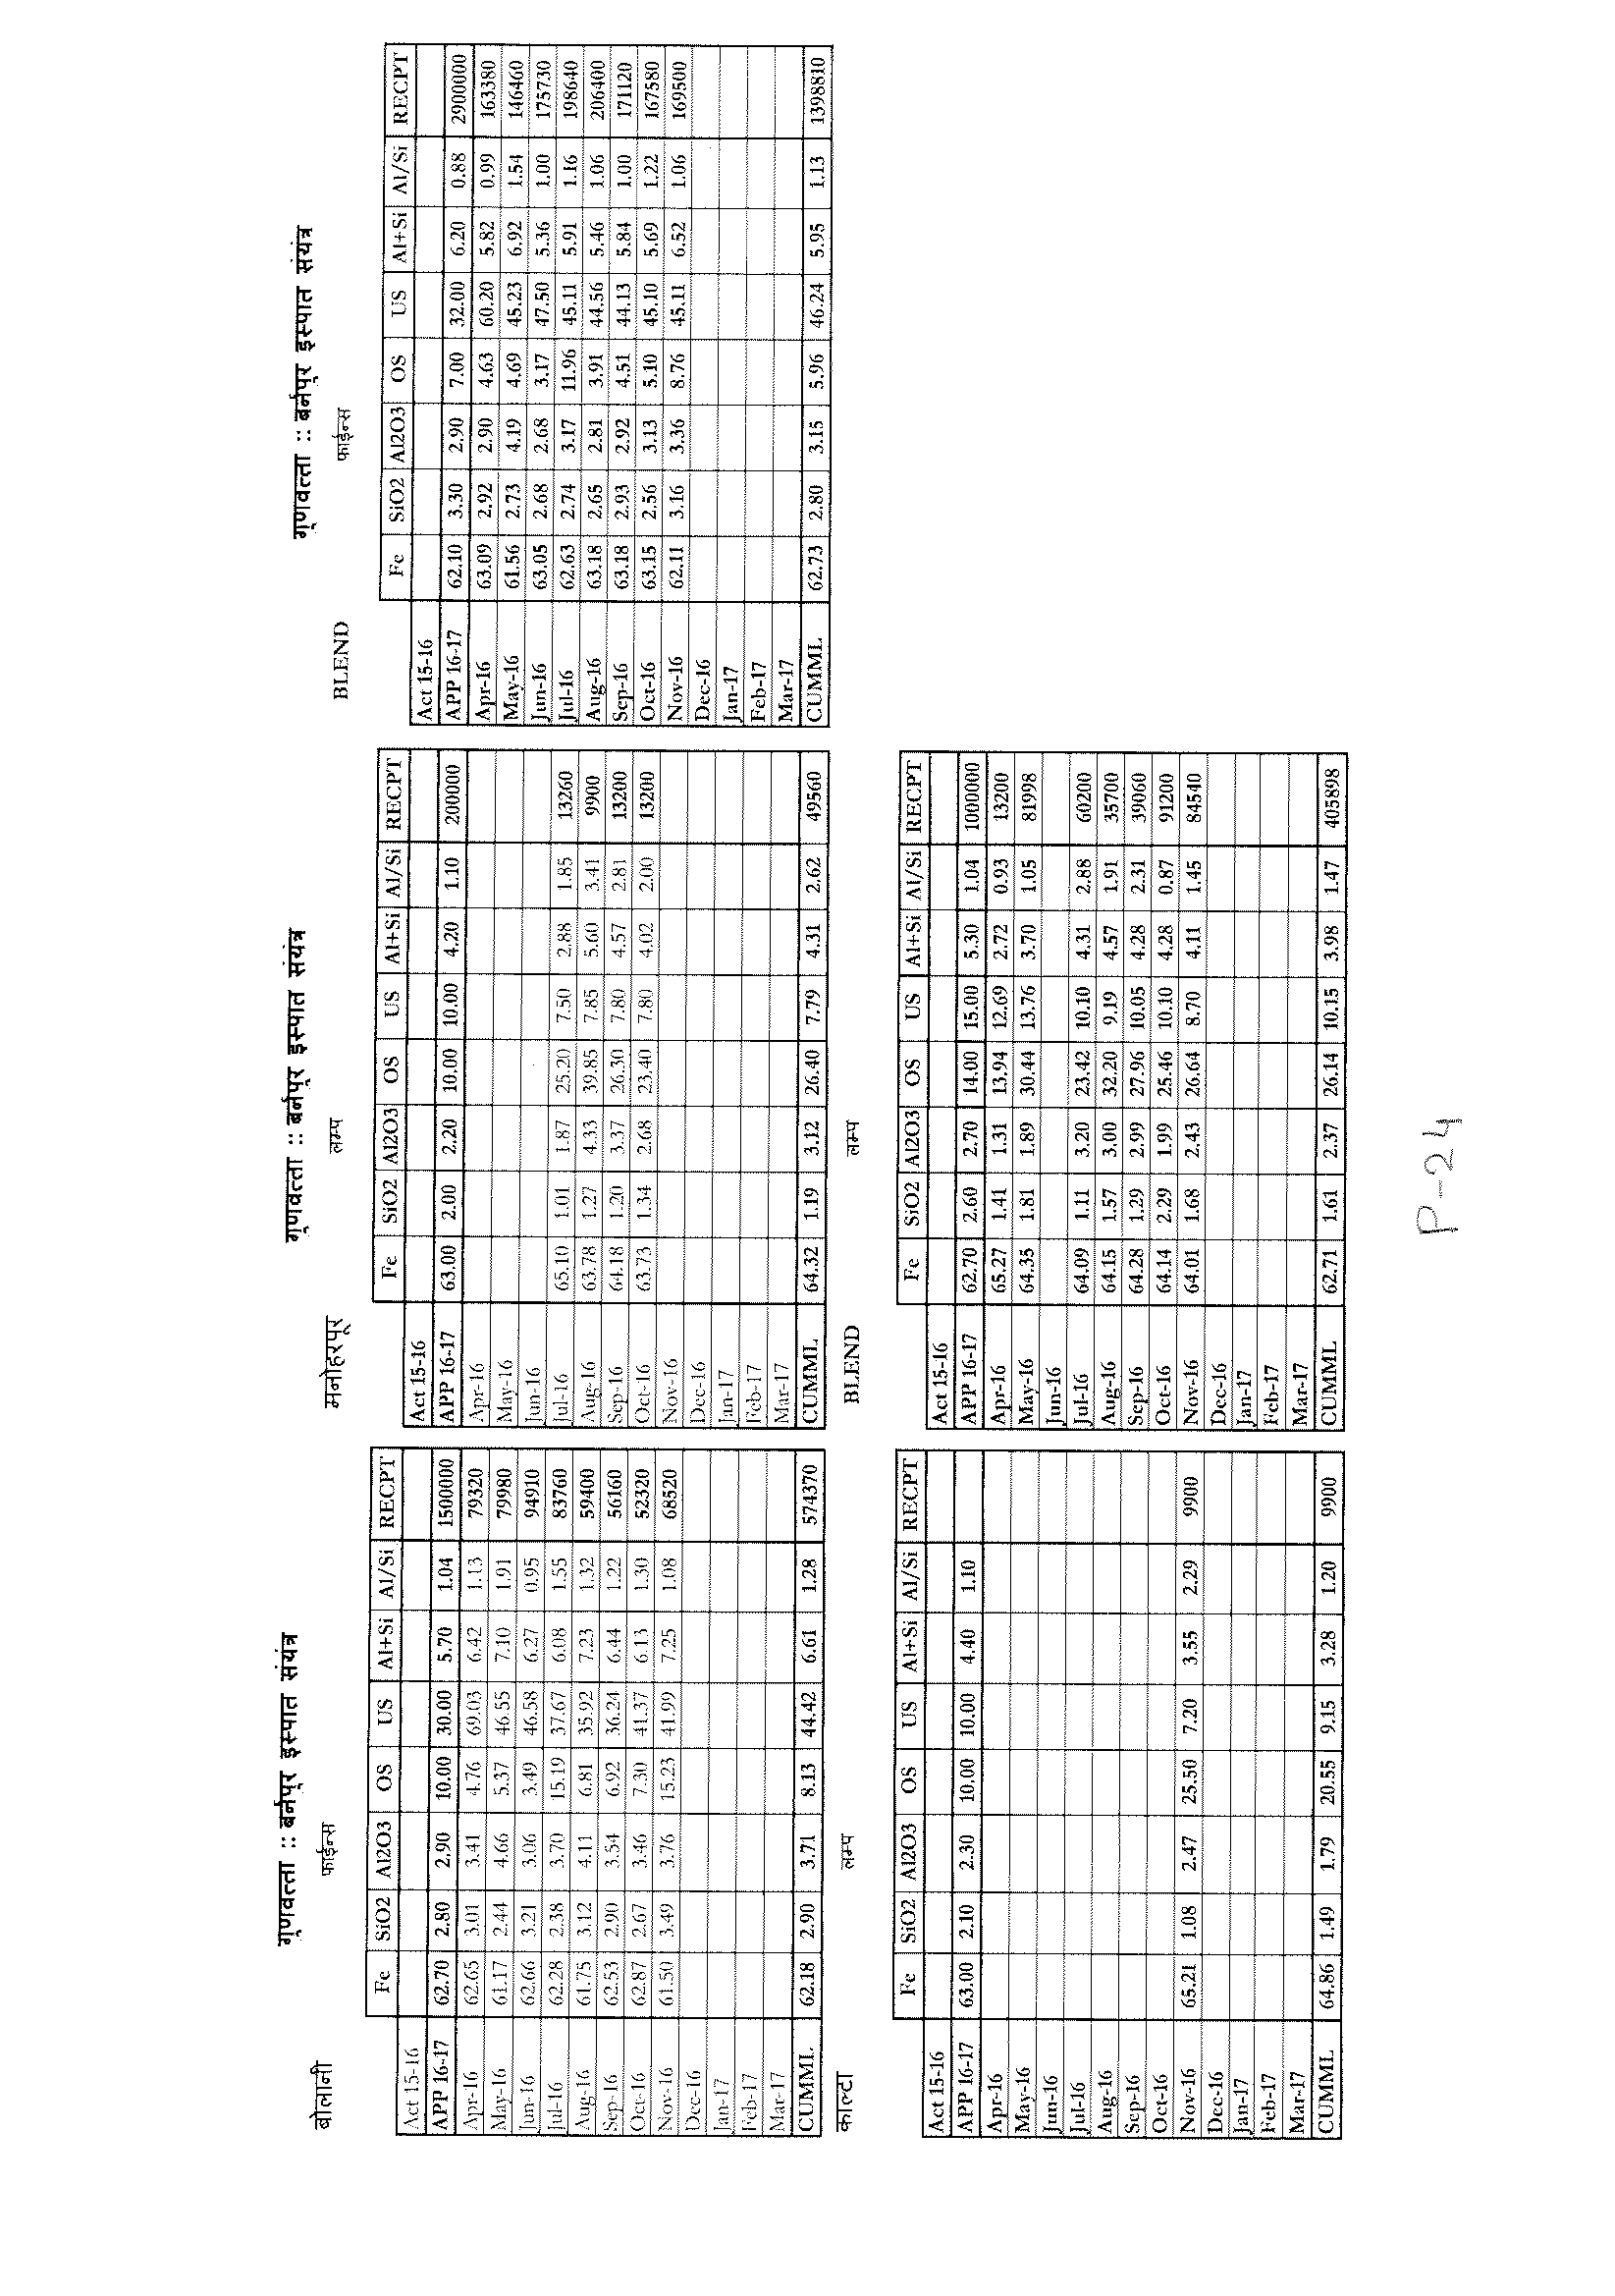 गुणवत्ता :: बर्नपुर इस्पात संयंत्र
बोलानी फाईन्स
Fe SiO2 Al2O3 OS US Al+Si Al/Si RECPT
Act 15-16
APP 16-17 62.70 2.80 2.90 10.00 30.00 5.70 1.04 1500000
Apr-16 62.65 3.01 3.41 4.76 69.03 6.42 1.13 79320
May-16 61.17 2.44 4.66 5.37 46.55 7.10 1.91 79980
Jun-16 62.66 3.21 3.06 3.49 46.58 6.27 0.95 94910
Jul-16 62.28 2.38 3.70 15.19 37.67 6.08 1.55 83760
Aug-16 61.75 3.12 4.11 6.81 35.92 7.23 1.32 59400
Sep-16 62.53 2.90 3.54 6.92 36.24 6.44 1.22 56160
Oct-16 62.87 2.67 3.46 7.30 41.37 6.13 1.30 52320
Nov-16 61.50 3.49 3.76 15.23 41.99 7.25 1.08 68520
Dec-16
Jan-17
Feb-17
Mar-17
CUMML 62.18 2.90 3.71 8.13 44.42 6.61 1.28 574370
काल्टा लम्प
Fe SiO2 Al2O3 OS US Al+Si Al/Si RECPT
Act 15-16
APP 16-17 63.00 2.10 2.30 10.00 10.00 4.40 1.10
Apr-16
May-16
Jun-16
Jul-16
Aug-16
Sep-16
Oct-16
Nov-16 65.21 1.08 2.47 25.50 7.20 3.55 2.29 9900
Dec-16
Jan-17
Feb-17
Mar-17
CUMML 64.86 1.49 1.79 20.55 9.15 3.28 1.20 9900
गुणवत्ता :: बर्नपुर इस्पात संयंत्र
मनोहरपूर लम्प
Fe SiO2 Al2O3 OS US Al+Si Al/Si RECPT
Act 15-16
APP 16-17 63.00 2.00 2.20 10.00 10.00 4.20 1.10 200000
Apr-16
May-16
Jun-16
Jul-16 65.10 1.01 1.87 25.20 7.50 2.88 1.85 13260
Aug-16 63.78 1.27 4.33 39.85 7.85 5.60 3.41 9900
Sep-16 64.18 1.20 3.37 26.30 7.80 4.57 2.81 13200
Oct-16 63.73 1.34 2.68 23.40 7.80 4.02 2.00 13200
Nov-16
Dec-16
Jan-17
Feb-17
Mar-17
CUMML 64.32 1.19 3.12 26.40 7.79 4.31 2.62 49560
BLEND लम्प
Fe SiO2 Al2O3 OS US Al+Si Al/Si RECPT
Act 15-16
APP 16-17 62.70 2.60 2.70 14.00 15.00 5.30 1.04 1000000
Apr-16 65.27 1.41 1.31 13.94 12.69 2.72 0.93 13200
May-16 64.35 1.81 1.89 30.44 13.76 3.70 1.05 81998
Jun-16
Jul-16 64.09 1.11 3.20 23.42 10.10 4.31 2.88 60200
Aug-16 64.15 1.57 3.00 32.20 9.19 4.57 1.91 35700
Sep-16 64.28 1.29 2.99 27.96 10.05 4.28 2.31 39060
Oct-16 64.14 2.29 1.99 25.46 10.10 4.28 0.87 91200
Nov-16 64.01 1.68 2.43 26.64 8.70 4.11 1.45 84540
Dec-16
Jan-17
Feb-17
Mar-17
CUMML 62.71 1.61 2.37 26.14 10.15 3.98 1.47 405898
गुणवत्ता :: बर्नपुर इस्पात संयंत्र
BLEND फाईन्स
Fe SiO2 Al2O3 OS US Al+Si Al/Si RECPT
Act 15-16
APP 16-17 62.10 3.30 2.90 7.00 32.00 6.20 0.88 2900000
Apr-16 63.09 2.92 2.90 4.63 60.20 5.82 0.99 163380
May-16 61.56 2.73 4.19 4.69 45.23 6.92 1.54 146460
Jun-16 63.05 2.68 2.68 3.17 47.50 5.36 1.00 175730
Jul-16 62.63 2.74 3.17 11.96 45.11 5.91 1.16 198640
Aug-16 63.18 2.65 2.81 3.91 44.56 5.46 1.06 206400
Sep-16 63.18 2.93 2.92 4.51 44.13 5.84 1.00 171120
Oct-16 63.15 2.56 3.13 5.10 45.10 5.69 1.22 167580
Nov-16 62.11 3.16 3.36 8.76 45.11 6.52 1.06 169500
Dec-16
Jan-17
Feb-17
Mar-17
CUMML 62.73 2.80 3.15 5.96 46.24 5.95 1.13 1398810
P-24